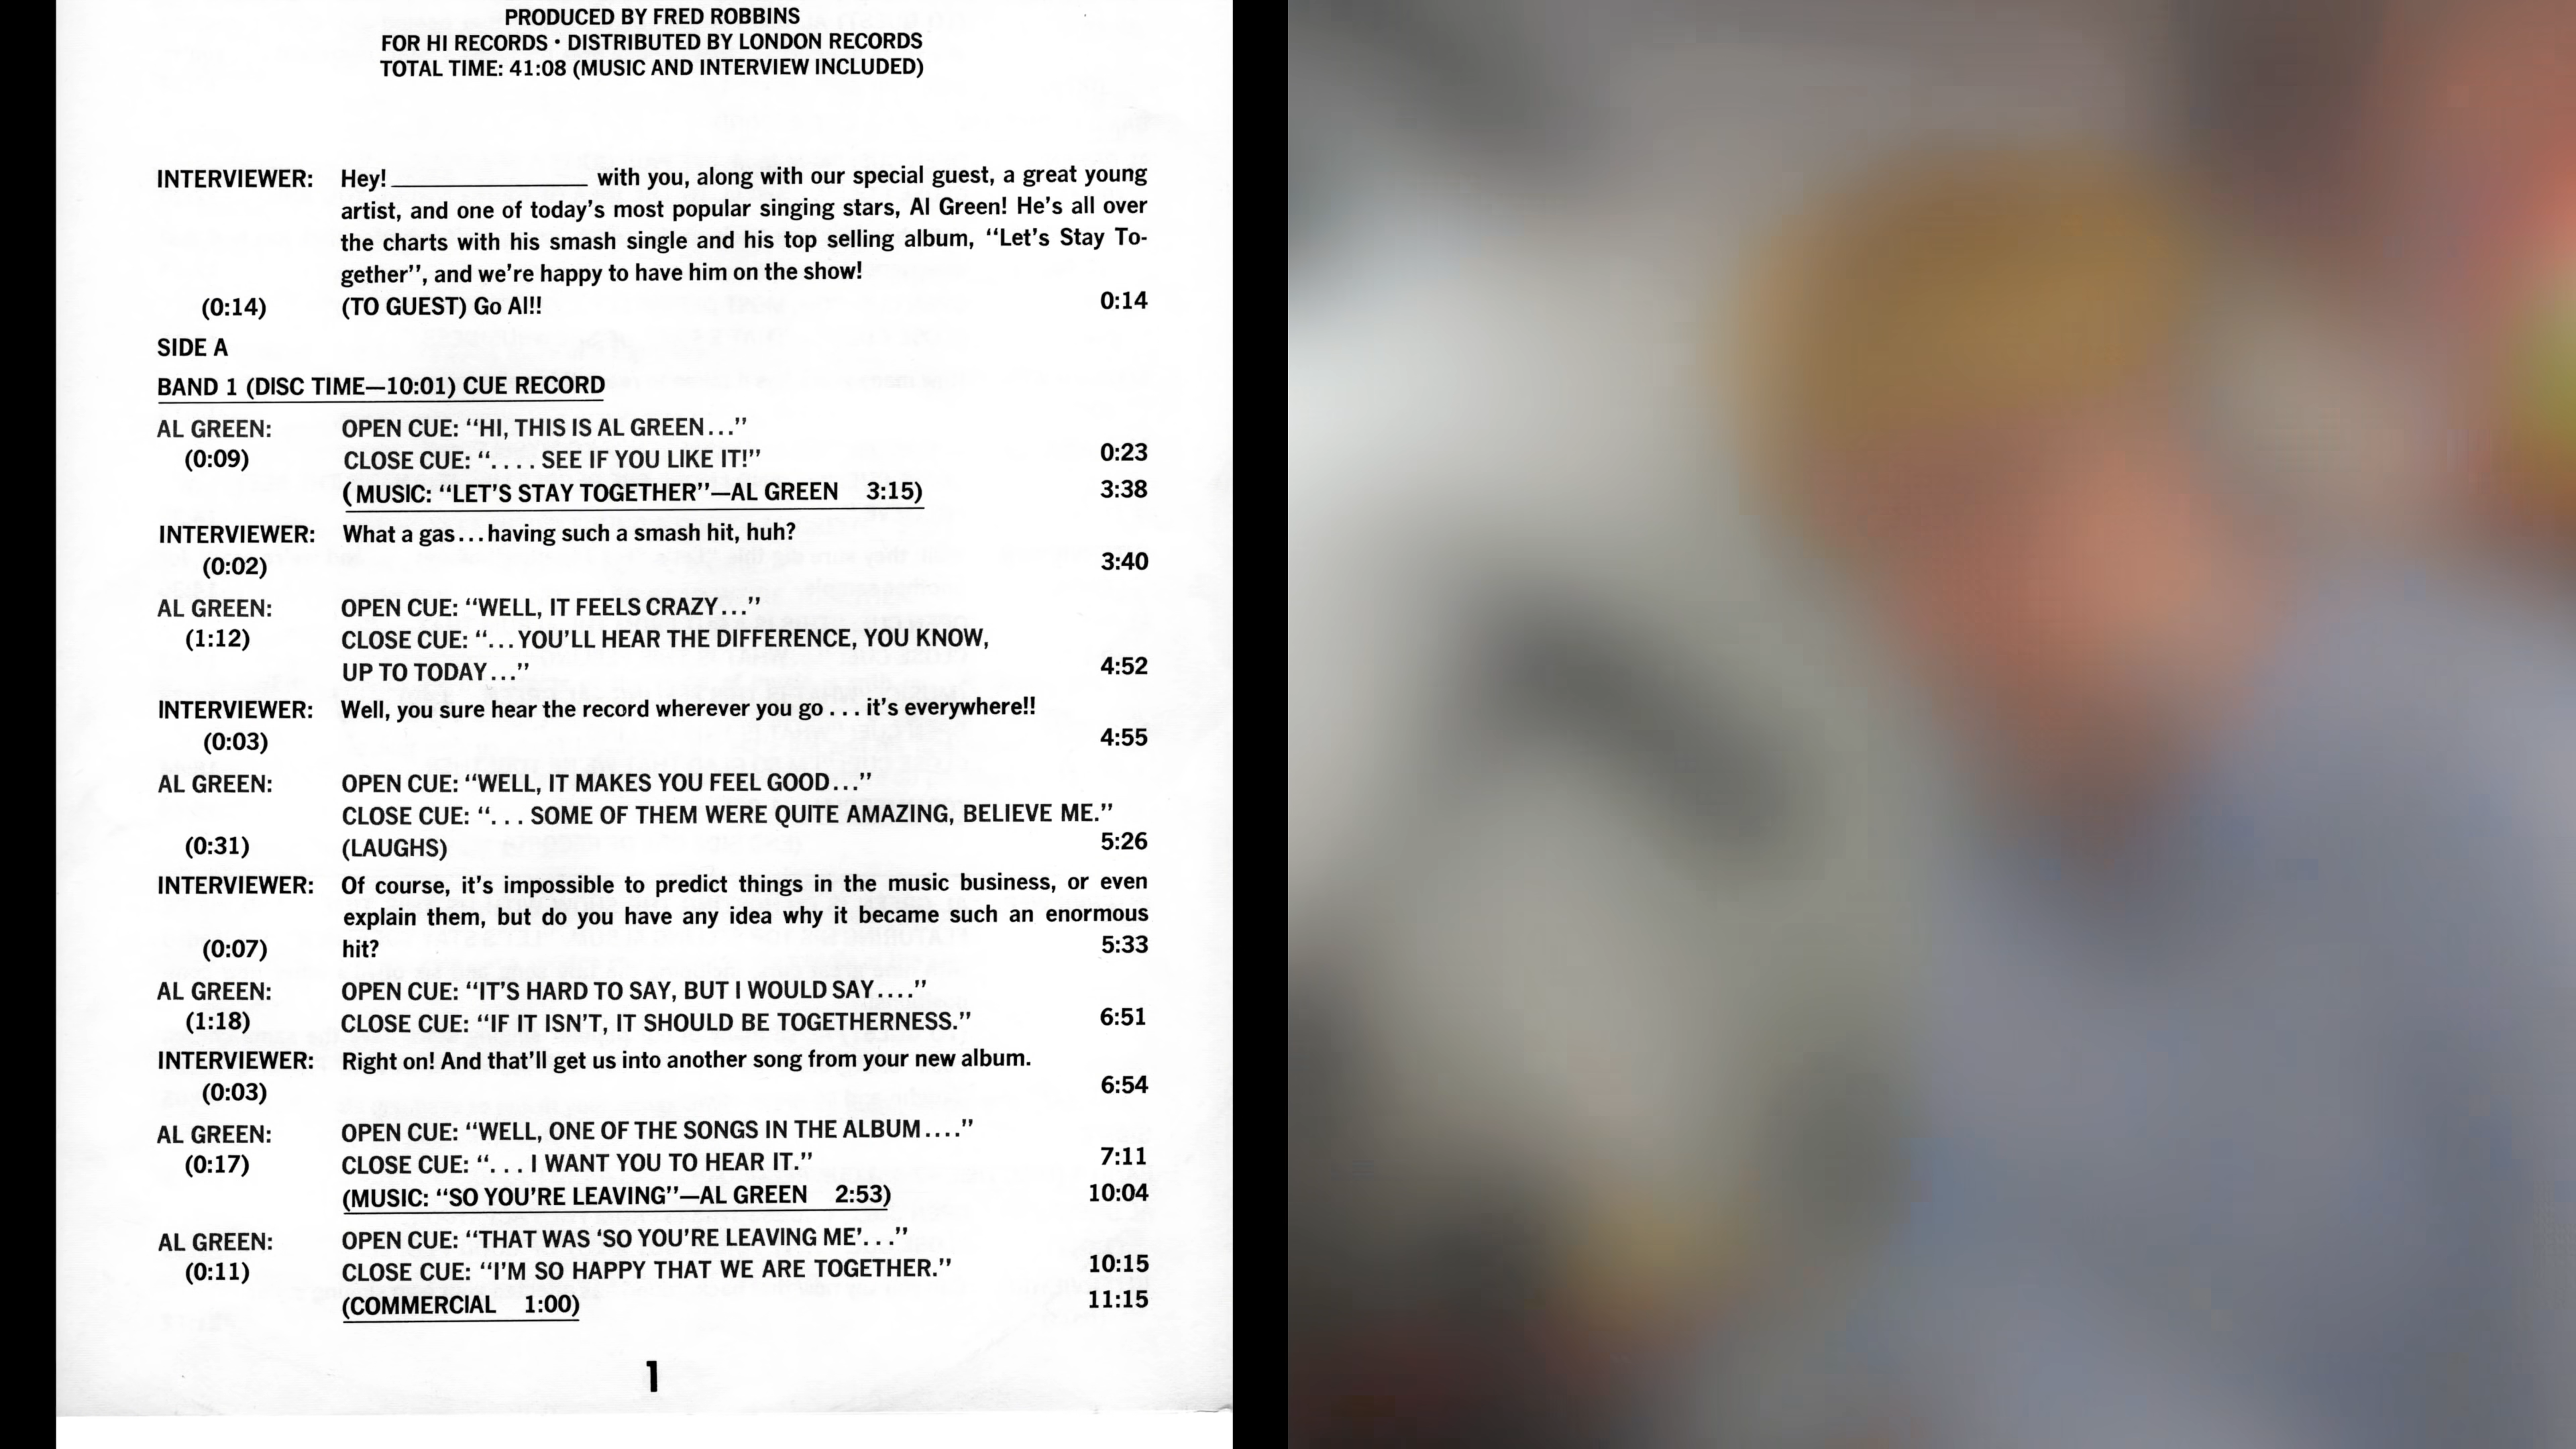 PRODUCED BY FRED ROBBINS
FOR HI RECORDS • DISTRIBUTED BY LONDON RECORDS
TOTAL TIME: 41:08 (MUSIC AND INTERVIEW INCLUDED)
INTERVIEWER: Hey! ______________ with you, along with our special guest, a great young
artist, and one of today's most popular singing stars, Al Green! He's all over
the charts with his smash single and his top selling album, "Let's Stay To-
gether", and we're happy to have him on the show!
(0:14) (TO GUEST) Go Al!! 0:14
SIDE A
BAND 1 (DISC TIME—10:01) CUE RECORD
AL GREEN: OPEN CUE: "HI, THIS IS AL GREEN..."
(0:09) CLOSE CUE: ".... SEE IF YOU LIKE IT!" 0:23
(MUSIC: "LET'S STAY TOGETHER"—AL GREEN 3:15) 3:38
INTERVIEWER: What a gas...having such a smash hit, huh?
(0:02) 3:40
AL GREEN: OPEN CUE: "WELL, IT FEELS CRAZY..."
(1:12) CLOSE CUE: "...YOU'LL HEAR THE DIFFERENCE, YOU KNOW,
UP TO TODAY..." 4:52
INTERVIEWER: Well, you sure hear the record wherever you go ... it's everywhere!!
(0:03) 4:55
AL GREEN: OPEN CUE: "WELL, IT MAKES YOU FEEL GOOD..."
CLOSE CUE: "... SOME OF THEM WERE QUITE AMAZING, BELIEVE ME."
(0:31) (LAUGHS) 5:26
INTERVIEWER: Of course, it's impossible to predict things in the music business, or even
explain them, but do you have any idea why it became such an enormous
(0:07) hit? 5:33
AL GREEN: OPEN CUE: "IT'S HARD TO SAY, BUT I WOULD SAY...."
(1:18) CLOSE CUE: "IF IT ISN'T, IT SHOULD BE TOGETHERNESS." 6:51
INTERVIEWER: Right on! And that'll get us into another song from your new album.
(0:03) 6:54
AL GREEN: OPEN CUE: "WELL, ONE OF THE SONGS IN THE ALBUM...."
(0:17) CLOSE CUE: "... I WANT YOU TO HEAR IT." 7:11
(MUSIC: "SO YOU'RE LEAVING"—AL GREEN 2:53) 10:04
AL GREEN: OPEN CUE: "THAT WAS 'SO YOU'RE LEAVING ME'..."
(0:11) CLOSE CUE: "I'M SO HAPPY THAT WE ARE TOGETHER." 10:15
(COMMERCIAL 1:00) 11:15
1